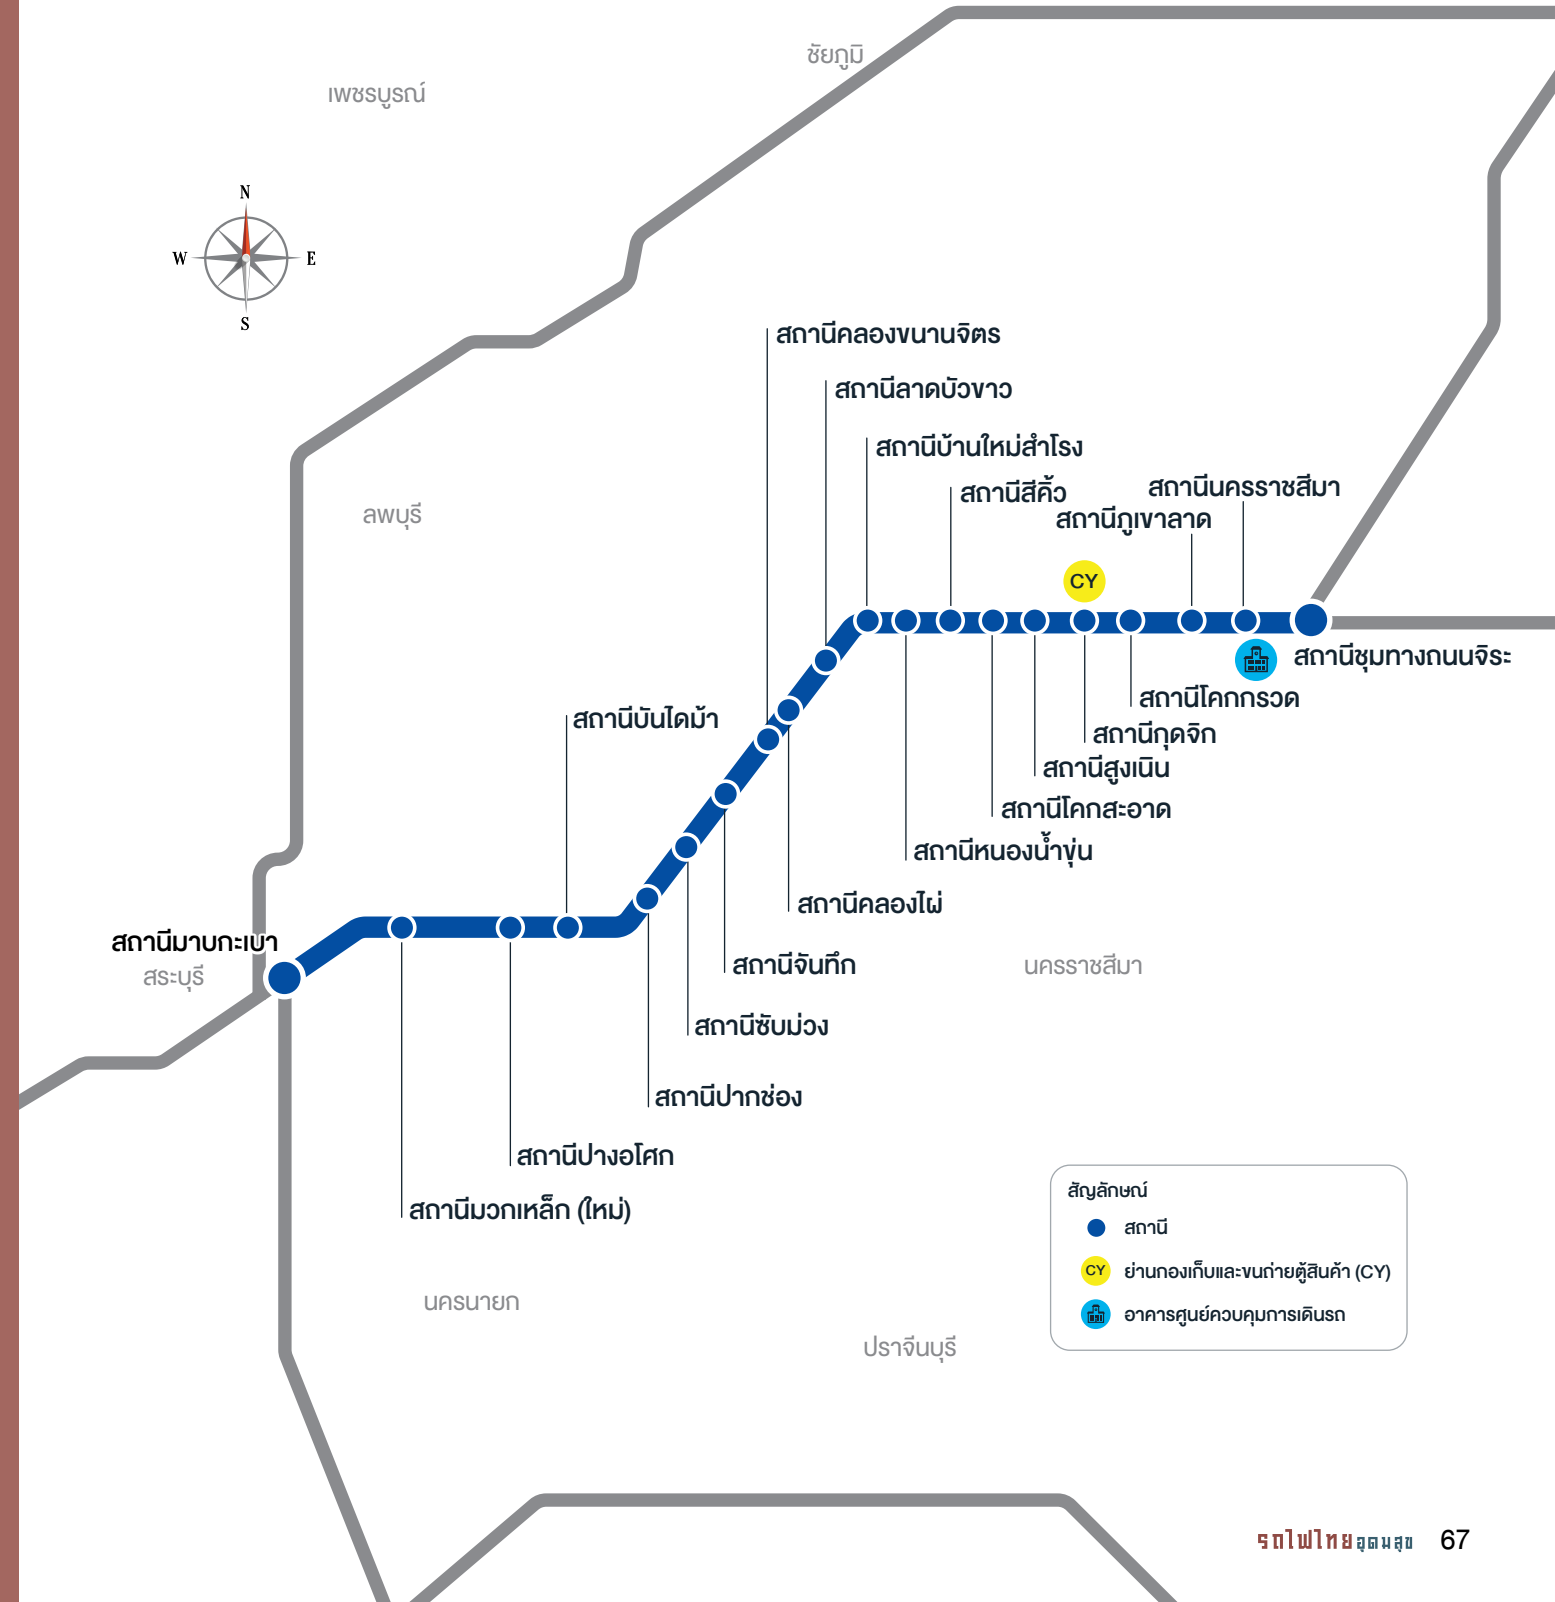 ชัยภูมิ
เพชรบูรณ์
N
W
E
S
สถานีคลองขนานจิตร
สถานีลาดบัวขาว
สถานีบ้านใหม่สำโรง
สถานีสีคิ้ว
สถานีนครราชสีมา
สถานีภูเขาลาด
ลพบุรี
CY
สถานีชุมทางถนนจิระ
สถานีโคกกรวด
สถานีบันไดม้า
สถานีกุดจิก
สถานีสูงเนิน
สถานีโคกสะอาด
สถานีหนองน้ำขุ่น
สถานีคลองไผ่
สถานีมาบกะเบา
สระบุรี
สถานีจันทึก
นครราชสีมา
สถานีซับม่วง
สถานีปากช่อง
สถานีปางอโศก
สถานีมวกเหล็ก (ใหม่)
สัญลักษณ์
สถานี
CY ย่านกองเก็บและขนถ่ายตู้สินค้า (CY)
อาคารศูนย์ควบคุมการเดินรถ
นครนายก
ปราจีนบุรี
รถไฟไทยอุดมสุข 67